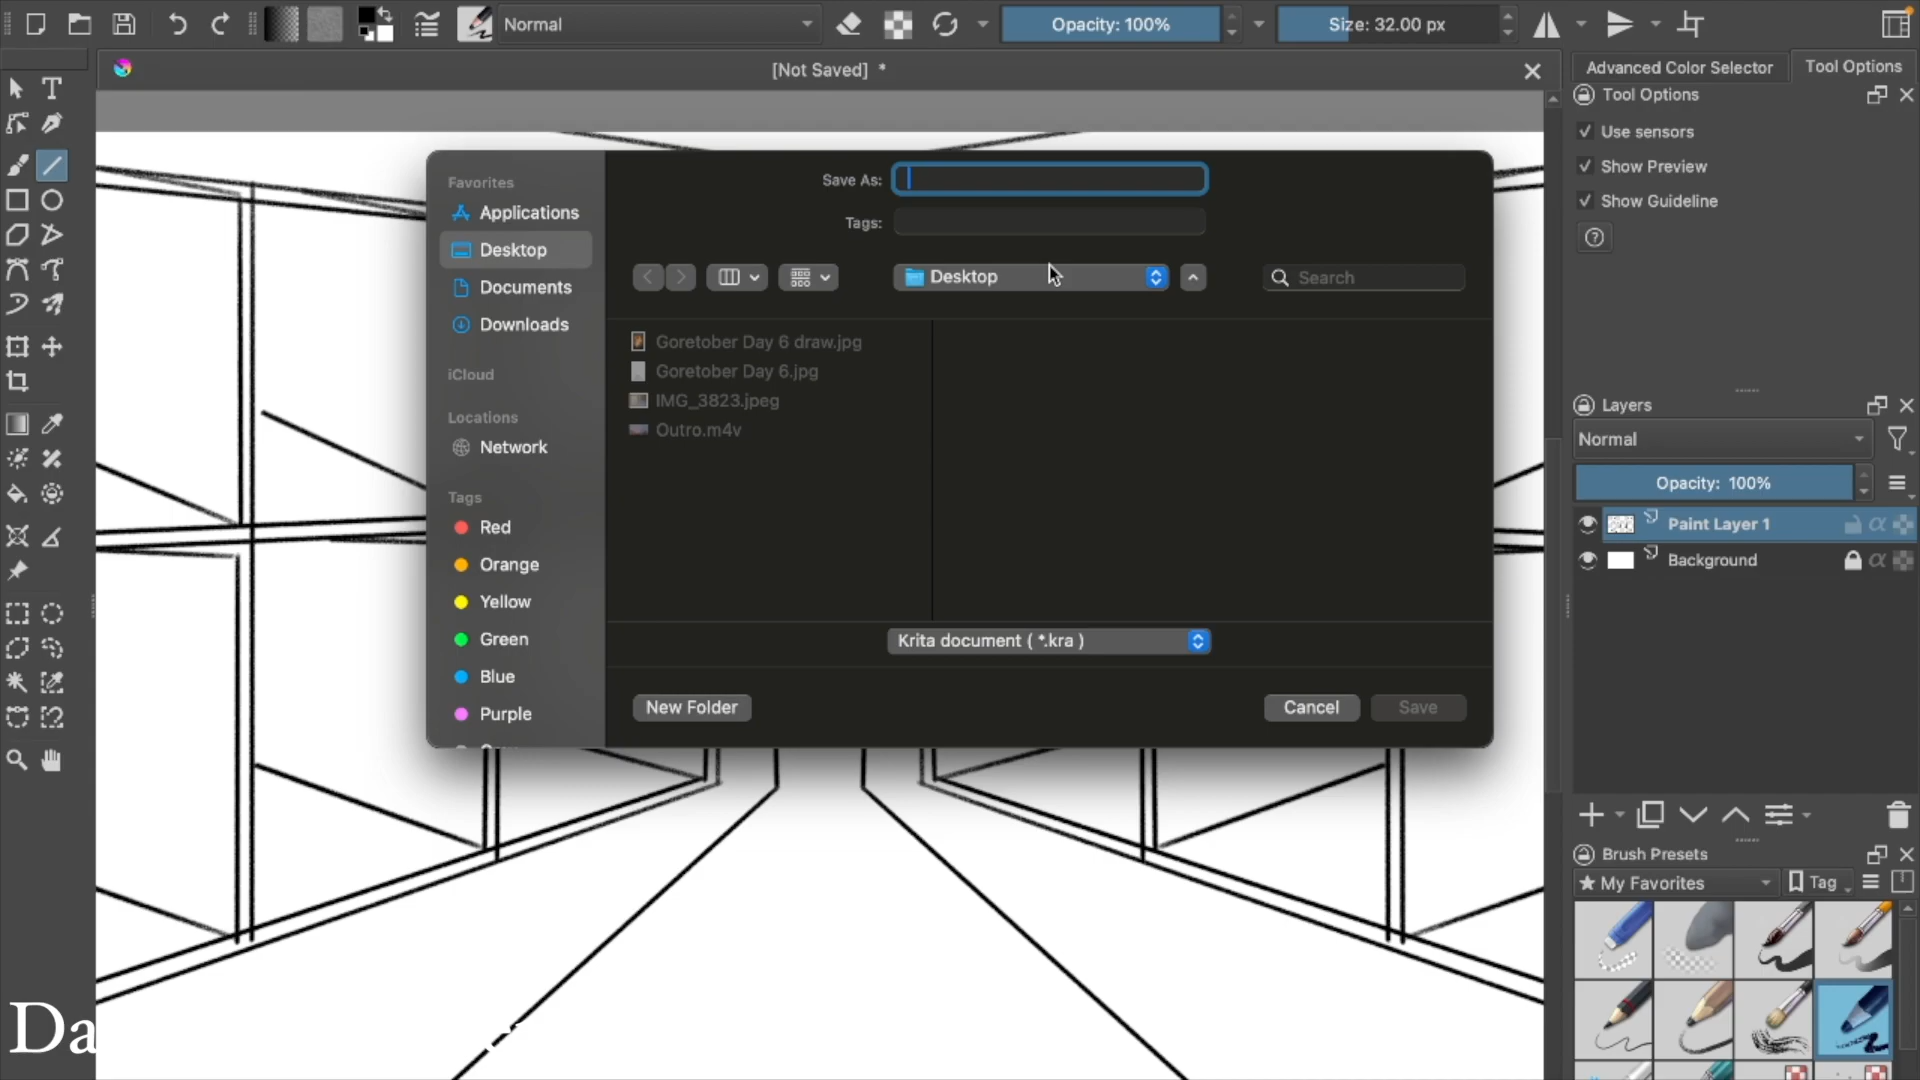 Normal
Opacity: 100%
Size: 32.00 px
[Not Saved] *
Advanced Color Selector
Tool Options
Tool Options
Use sensors
Show Preview
Show Guideline
Favorites
Applications
Desktop
Documents
Downloads
iCloud
Locations
Network
Tags
Red
Orange
Yellow
Green
Blue
Purple
Save As:
Tags:
Desktop
Search
Goretober Day 6 draw.jpg
Goretober Day 6.jpg
IMG_3823.jpeg
Outro.m4v
Krita document ( *.kra )
New Folder
Cancel
Save
Layers
Normal
Opacity: 100%
Paint Layer 1
Background
Brush Presets
★ My Favorites
Tag
Da